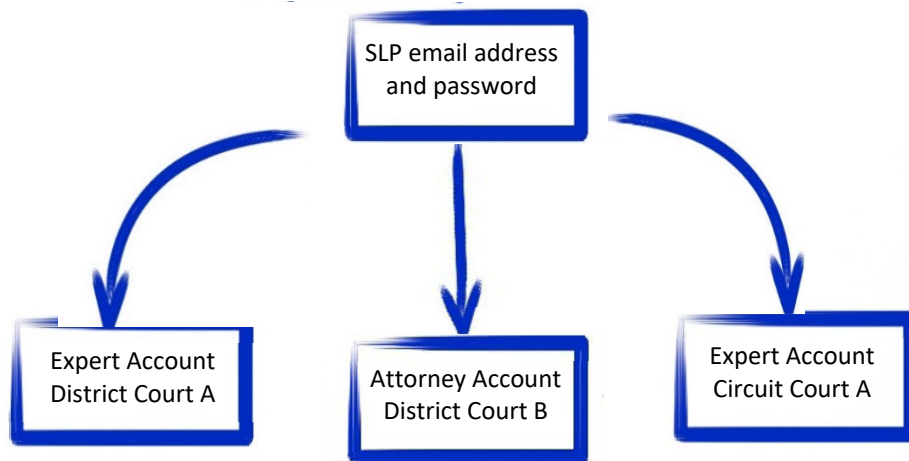 SLP email address
and password
Expert Account
District Court A
Attorney Account
District Court B
Expert Account
Circuit Court A